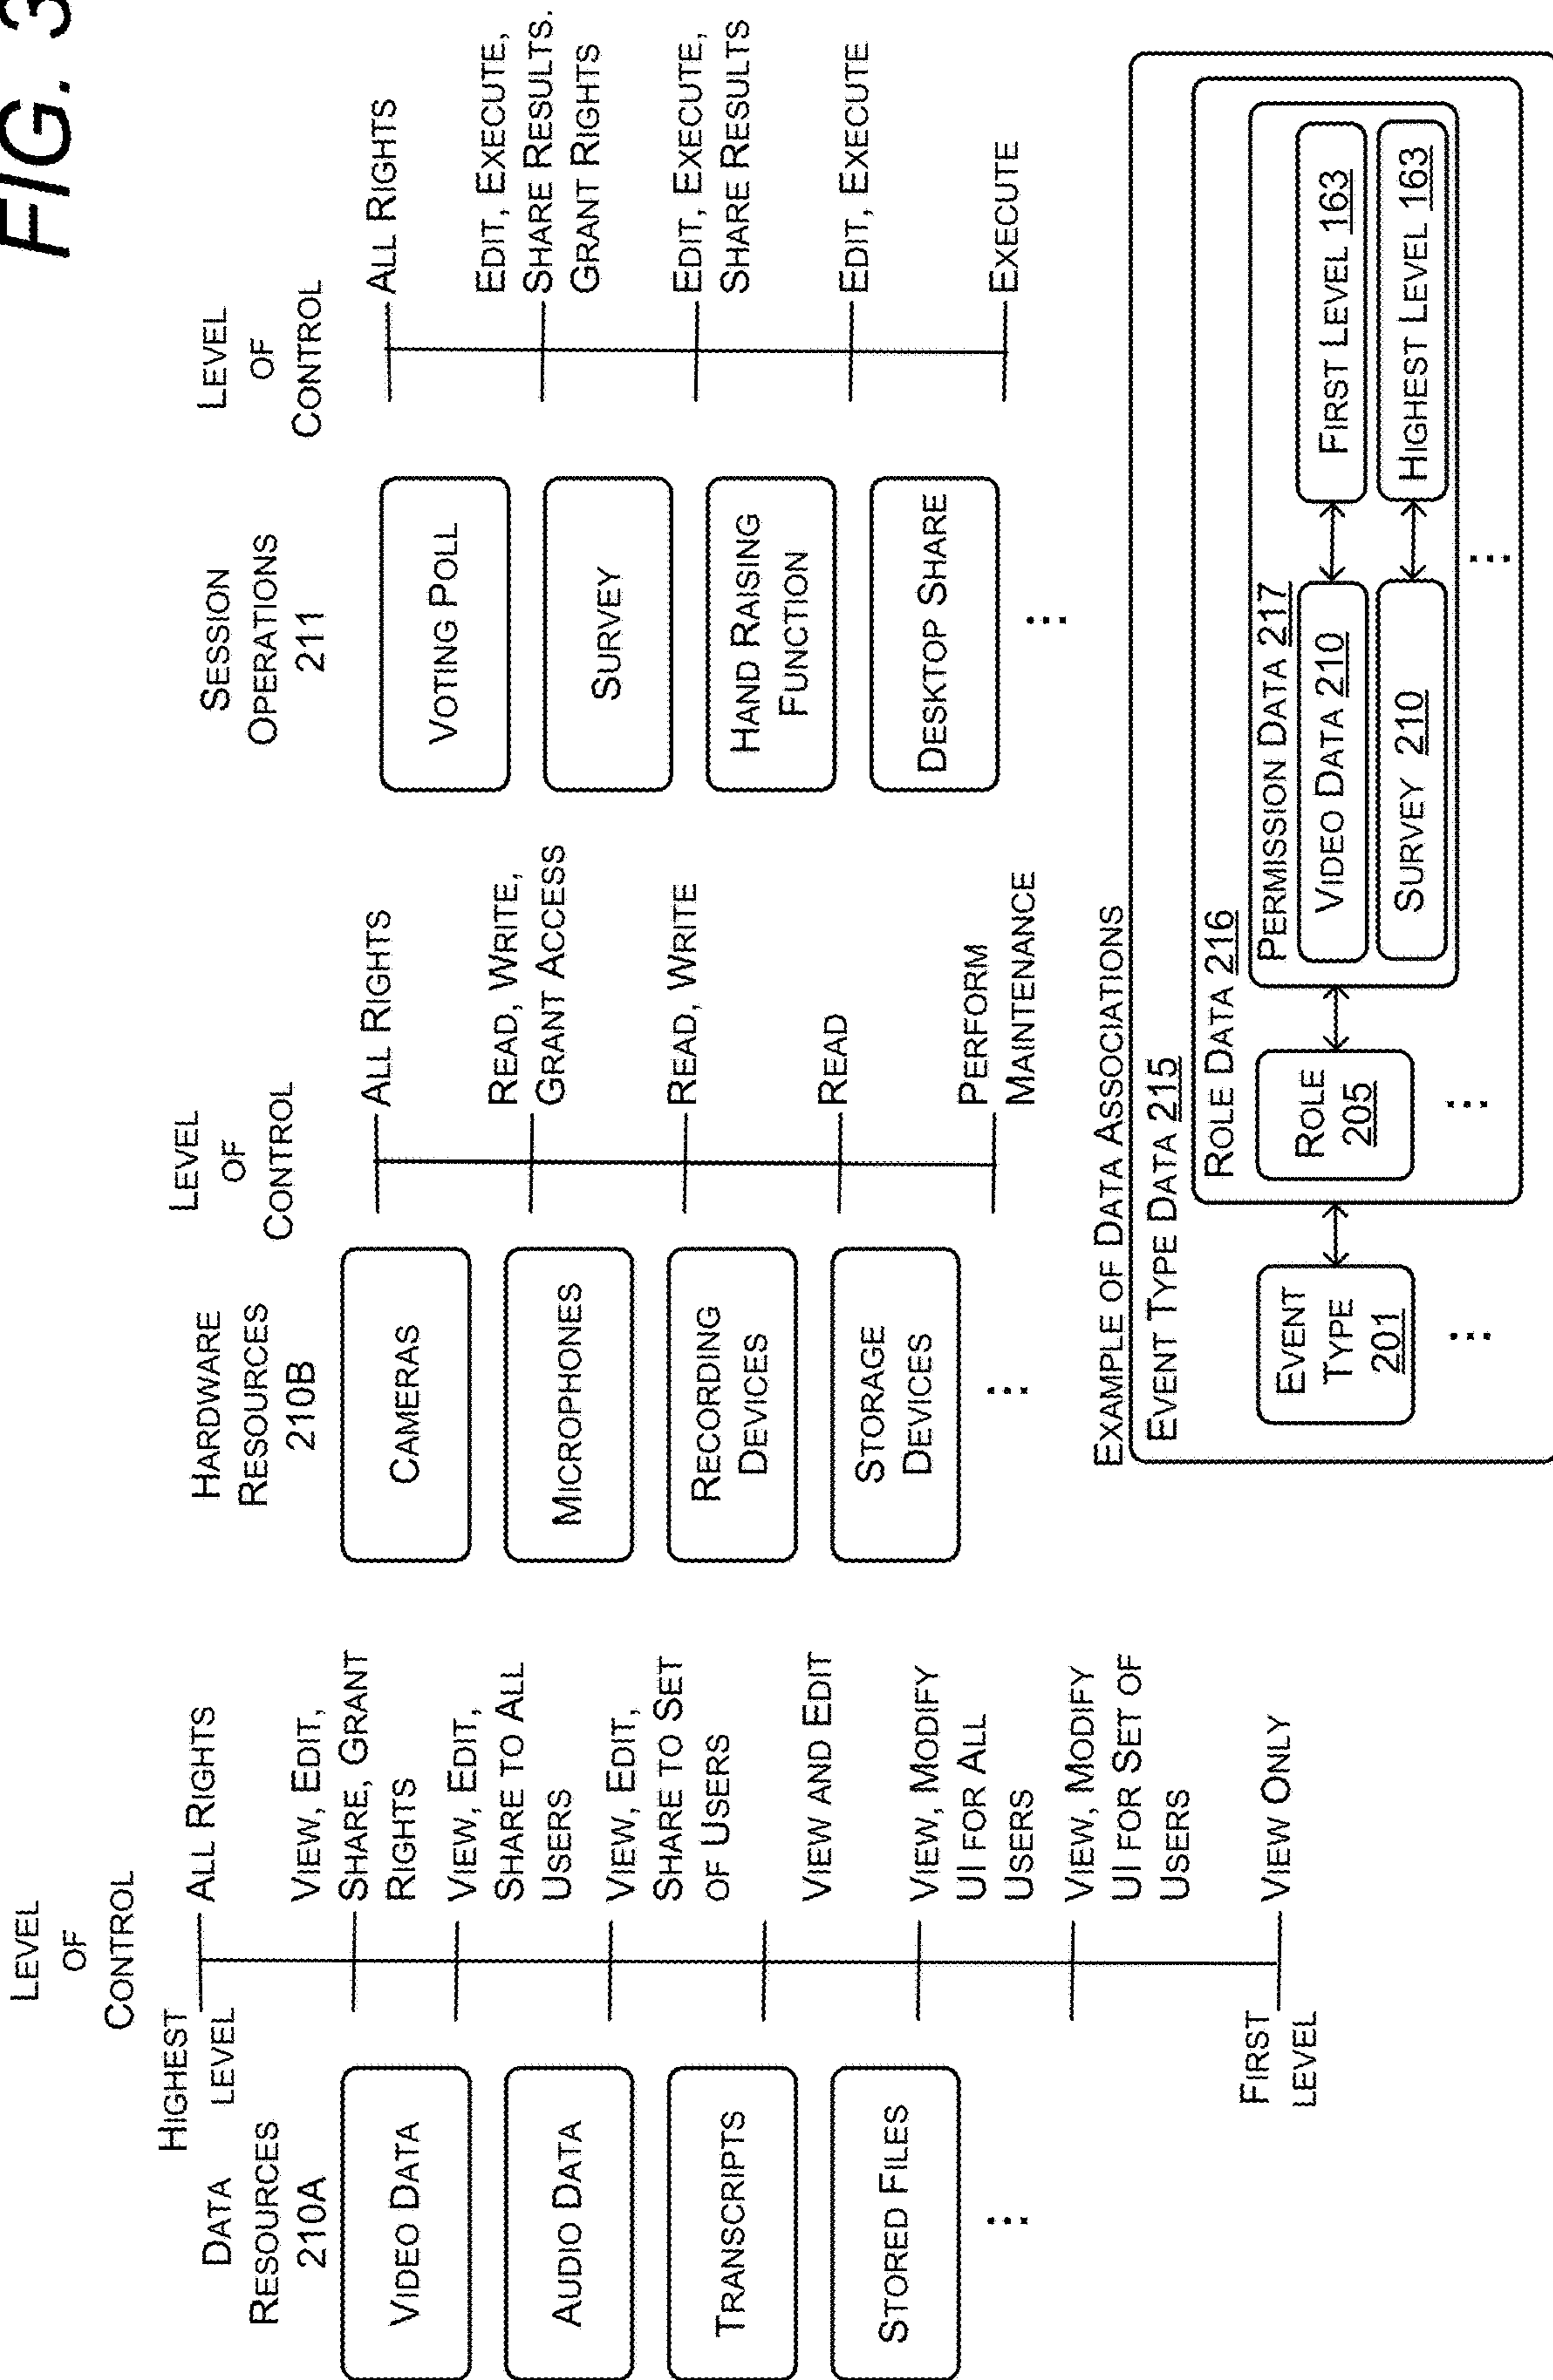 FIG. 3
LEVEL
OF
CONTROL
HIGHEST
LEVEL
DATA
RESOURCES
210A
VIDEO DATA
AUDIO DATA
TRANSCRIPTS
STORED FILES
...
ALL RIGHTS
VIEW, EDIT,
SHARE, GRANT
RIGHTS
VIEW, EDIT,
SHARE TO ALL
USERS
VIEW, EDIT,
SHARE TO SET
OF USERS
VIEW AND EDIT
VIEW, MODIFY
UI FOR ALL
USERS
VIEW, MODIFY
UI FOR SET OF
USERS
VIEW ONLY
FIRST
LEVEL
HARDWARE
RESOURCES
210B
CAMERAS
MICROPHONES
RECORDING
DEVICES
STORAGE
DEVICES
...
LEVEL
OF
CONTROL
ALL RIGHTS
READ, WRITE,
GRANT ACCESS
READ, WRITE
READ
PERFORM
MAINTENANCE
SESSION
OPERATIONS
211
VOTING POLL
SURVEY
HAND RAISING
FUNCTION
DESKTOP SHARE
...
LEVEL
OF
CONTROL
ALL RIGHTS
EDIT, EXECUTE,
SHARE RESULTS.
GRANT RIGHTS
EDIT, EXECUTE,
SHARE RESULTS
EDIT, EXECUTE
EXECUTE
EXAMPLE OF DATA ASSOCIATIONS
EVENT TYPE DATA 215
EVENT
TYPE
201
...
ROLE DATA 216
ROLE
205
...
PERMISSION DATA 217
VIDEO DATA 210
FIRST LEVEL 163
SURVEY 210
HIGHEST LEVEL 163
...